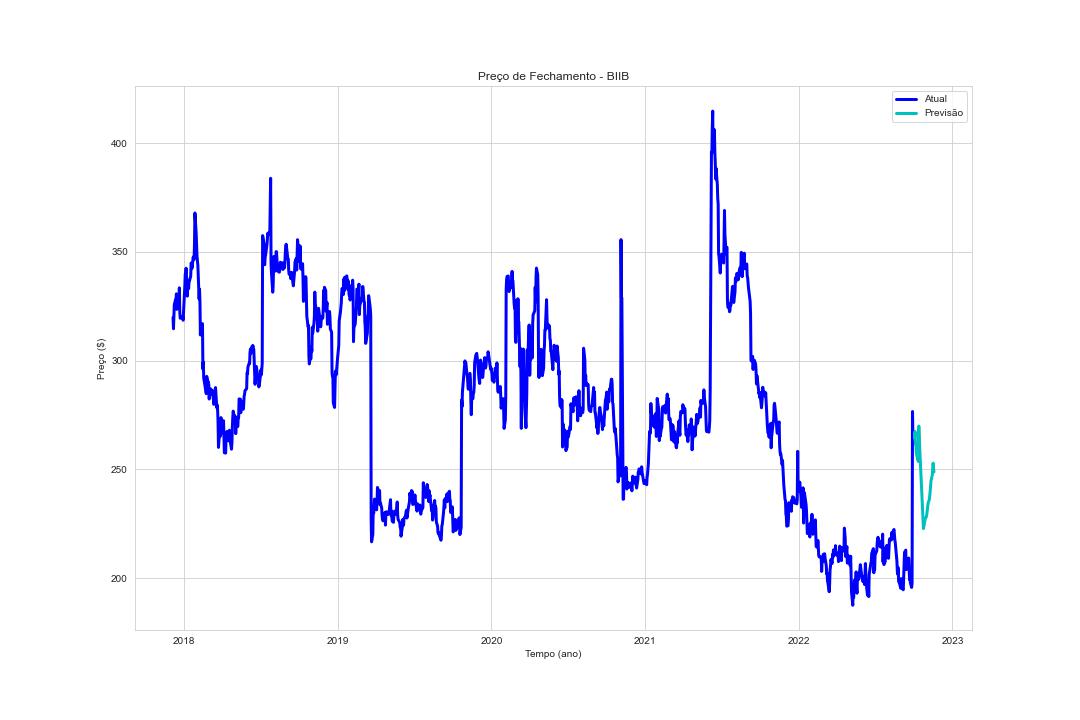 Preço de Fechamento - BIIB
Atual
Previsão
400
350
300
250
200
Preço ($)
2018 2019 2020 2021 2022 2023
Tempo (ano)